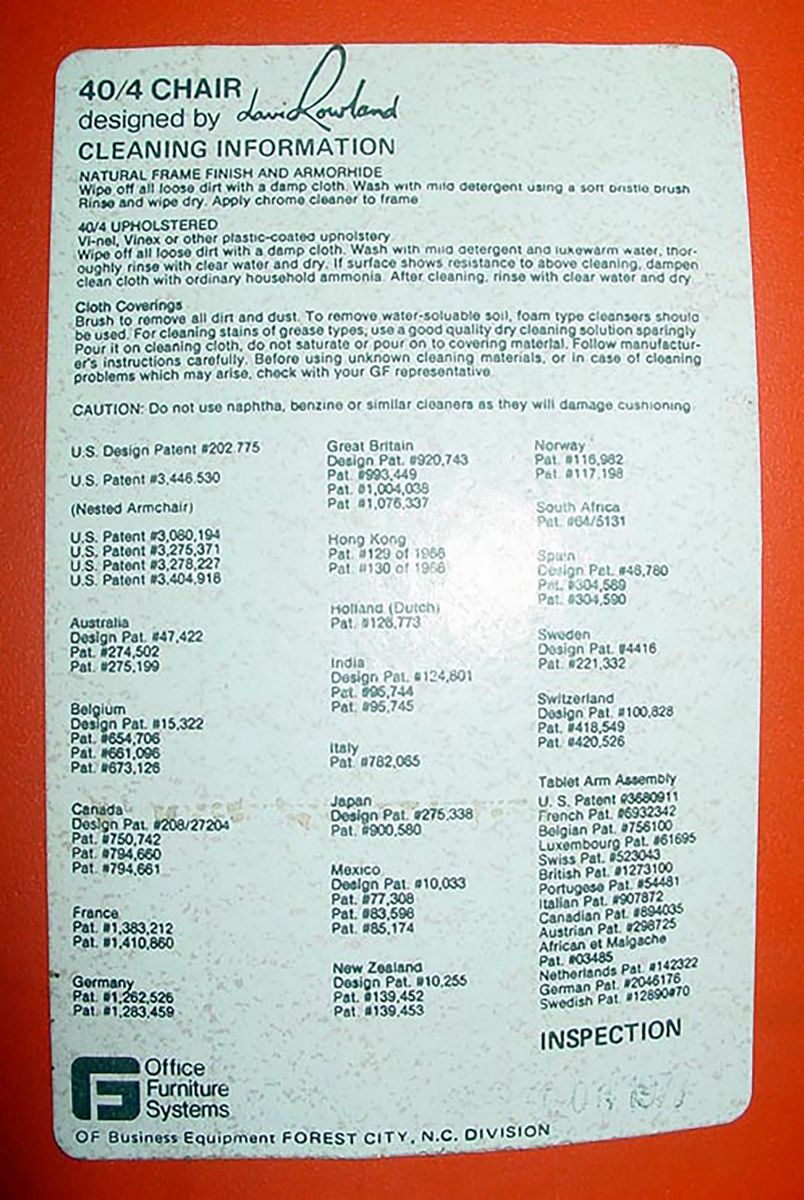 40/4 CHAIR
designed by David Rowland
CLEANING INFORMATION
NATURAL FRAME FINISH AND ARMORHIDE
Wipe off all loose dirt with a damp cloth. Wash with mild detergent using a soft bristle brush
Rinse and wipe dry. Apply chrome cleaner to frame
40/4 UPHOLSTERED
Vi-nel, Vinex or other plastic-coated upholstery
Wipe off all loose dirt with a damp cloth. Wash with mild detergent and lukewarm water, thor-
oughly rinse with clear water and dry. If surface shows resistance to above cleaning, dampen
clean cloth with ordinary household ammonia. After cleaning, rinse with clear water and dry
Cloth Coverings
Brush to remove all dirt and dust. To remove water-soluable soil, foam type cleansers should
be used. For cleaning stains of grease types, use a good quality dry cleaning solution sparingly
Pour it on cleaning cloth, do not saturate or pour on to covering material. Follow manufactur-
er's instructions carefully. Before using unknown cleaning materials, or in case of cleaning
problems which may arise, check with your GF representative
CAUTION: Do not use naphtha, benzine or similar cleaners as they will damage cushioning
U.S. Design Patent #202.775
U.S. Patent #3,446.530
(Nested Armchair)
U.S. Patent #3,080,194
U.S. Patent #3,275,371
U.S. Patent #3,278,227
U.S. Patent #3,404,916
Australia
Design Pat. #47,422
Pat. #274,502
Pat. #275,199
Belgium
Design Pat. #15,322
Pat. #654,706
Pat. #661,096
Pat. #673,126
Canada
Design Pat. #208/27204
Pat. #750,742
Pat. #794,660
Pat. #794,661
France
Pat. #1,383,212
Pat. #1,410,860
Germany
Pat. #1,262,526
Pat. #1,283,459
Great Britain
Design Pat. #920,743
Pat. #993,449
Pat. #1,004,038
Pat #1,076,337
Hong Kong
Pat. #129 of 1966
Pat. #130 of 1966
Holland (Dutch)
Pat. #126,773
India
Design Pat. #124,801
Pat. #95,744
Pat. #95,745
Italy
Pat. #782,065
Japan
Design Pat. #275,338
Pat. #900,580
Mexico
Design Pat. #10,033
Pat. #77,308
Pat. #83,596
Pat. #85,174
New Zealand
Design Pat. #10,255
Pat. #139,452
Pat. #139,453
Norway
Pat. #116,982
Pat. #117,198
South Africa
Pat. #64/5131
Spain
Design Pat. #46,780
Pat. #304,589
Pat. #304,590
Sweden
Design Pat. #4416
Pat. #221,332
Switzerland
Design Pat. #100,828
Pat. #418,549
Pat. #420,526
Tablet Arm Assembly
U. S. Patent #3680911
French Pat. #6932342
Belgian Pat. #756100
Luxembourg Pat. #61695
Swiss Pat. #523043
British Pat. #1273100
Portugese Pat. #54481
Italian Pat. #907872
Canadian Pat. #894035
Austrian Pat. #298725
African et Malgache
Pat. #03485
Netherlands Pat. #142322
German Pat. #2046176
Swedish Pat. #12890#70
INSPECTION
GF Office
Furniture
Systems
OF Business Equipment FOREST CITY, N.C. DIVISION